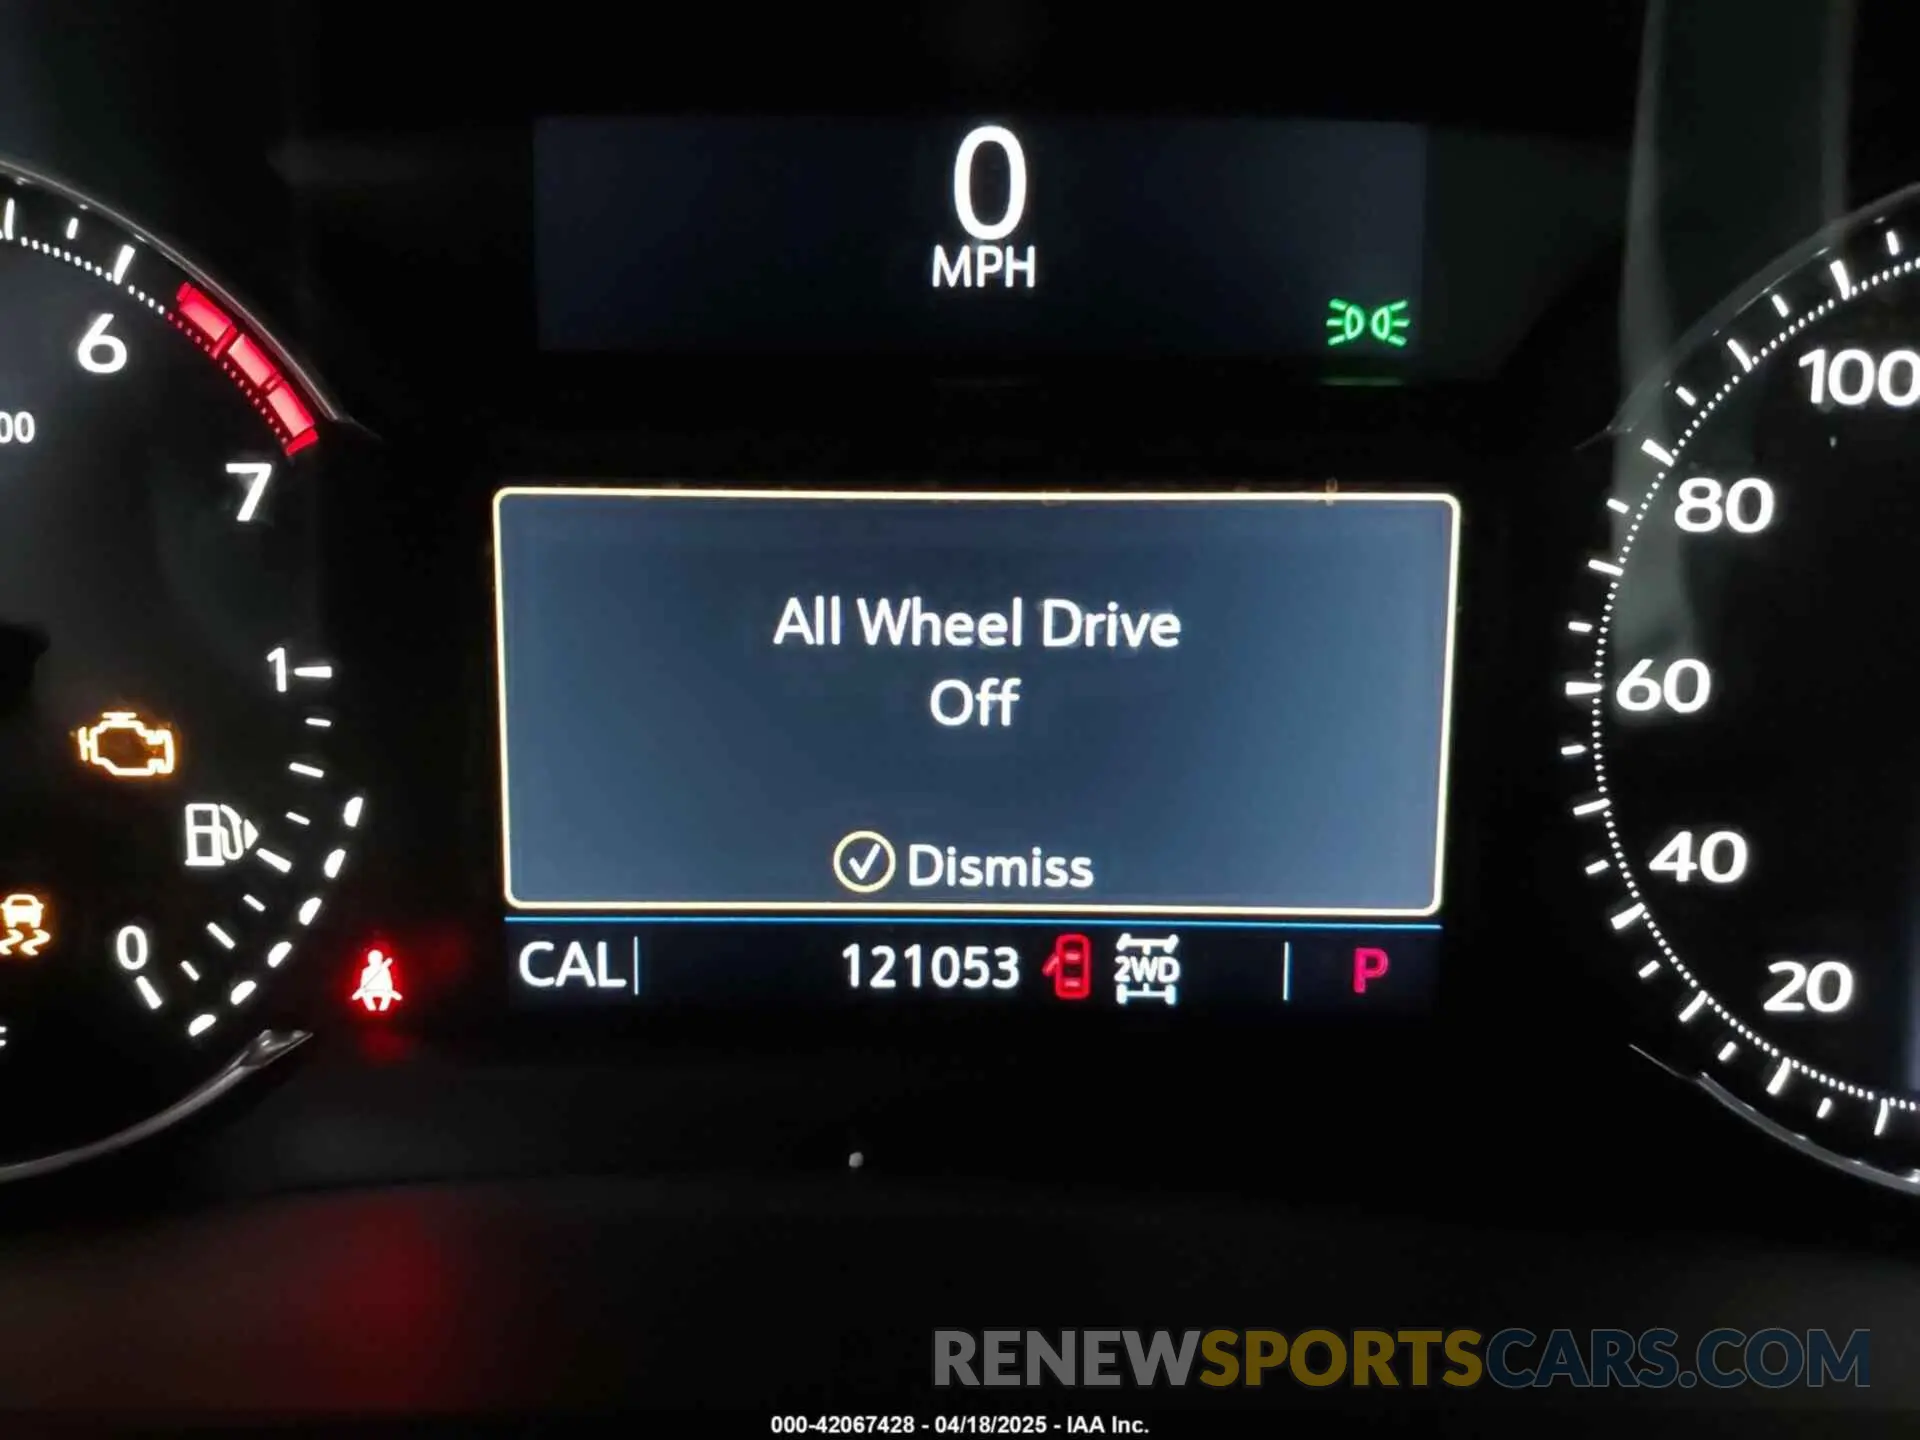 0
MPH
6
00
7
1
0
All Wheel Drive
Off
Dismiss
CAL 121053 2WD P
100
80
60
40
20
RENEWSPORTSCARS.COM
000-42067428 - 04/18/2025 - IAA Inc.